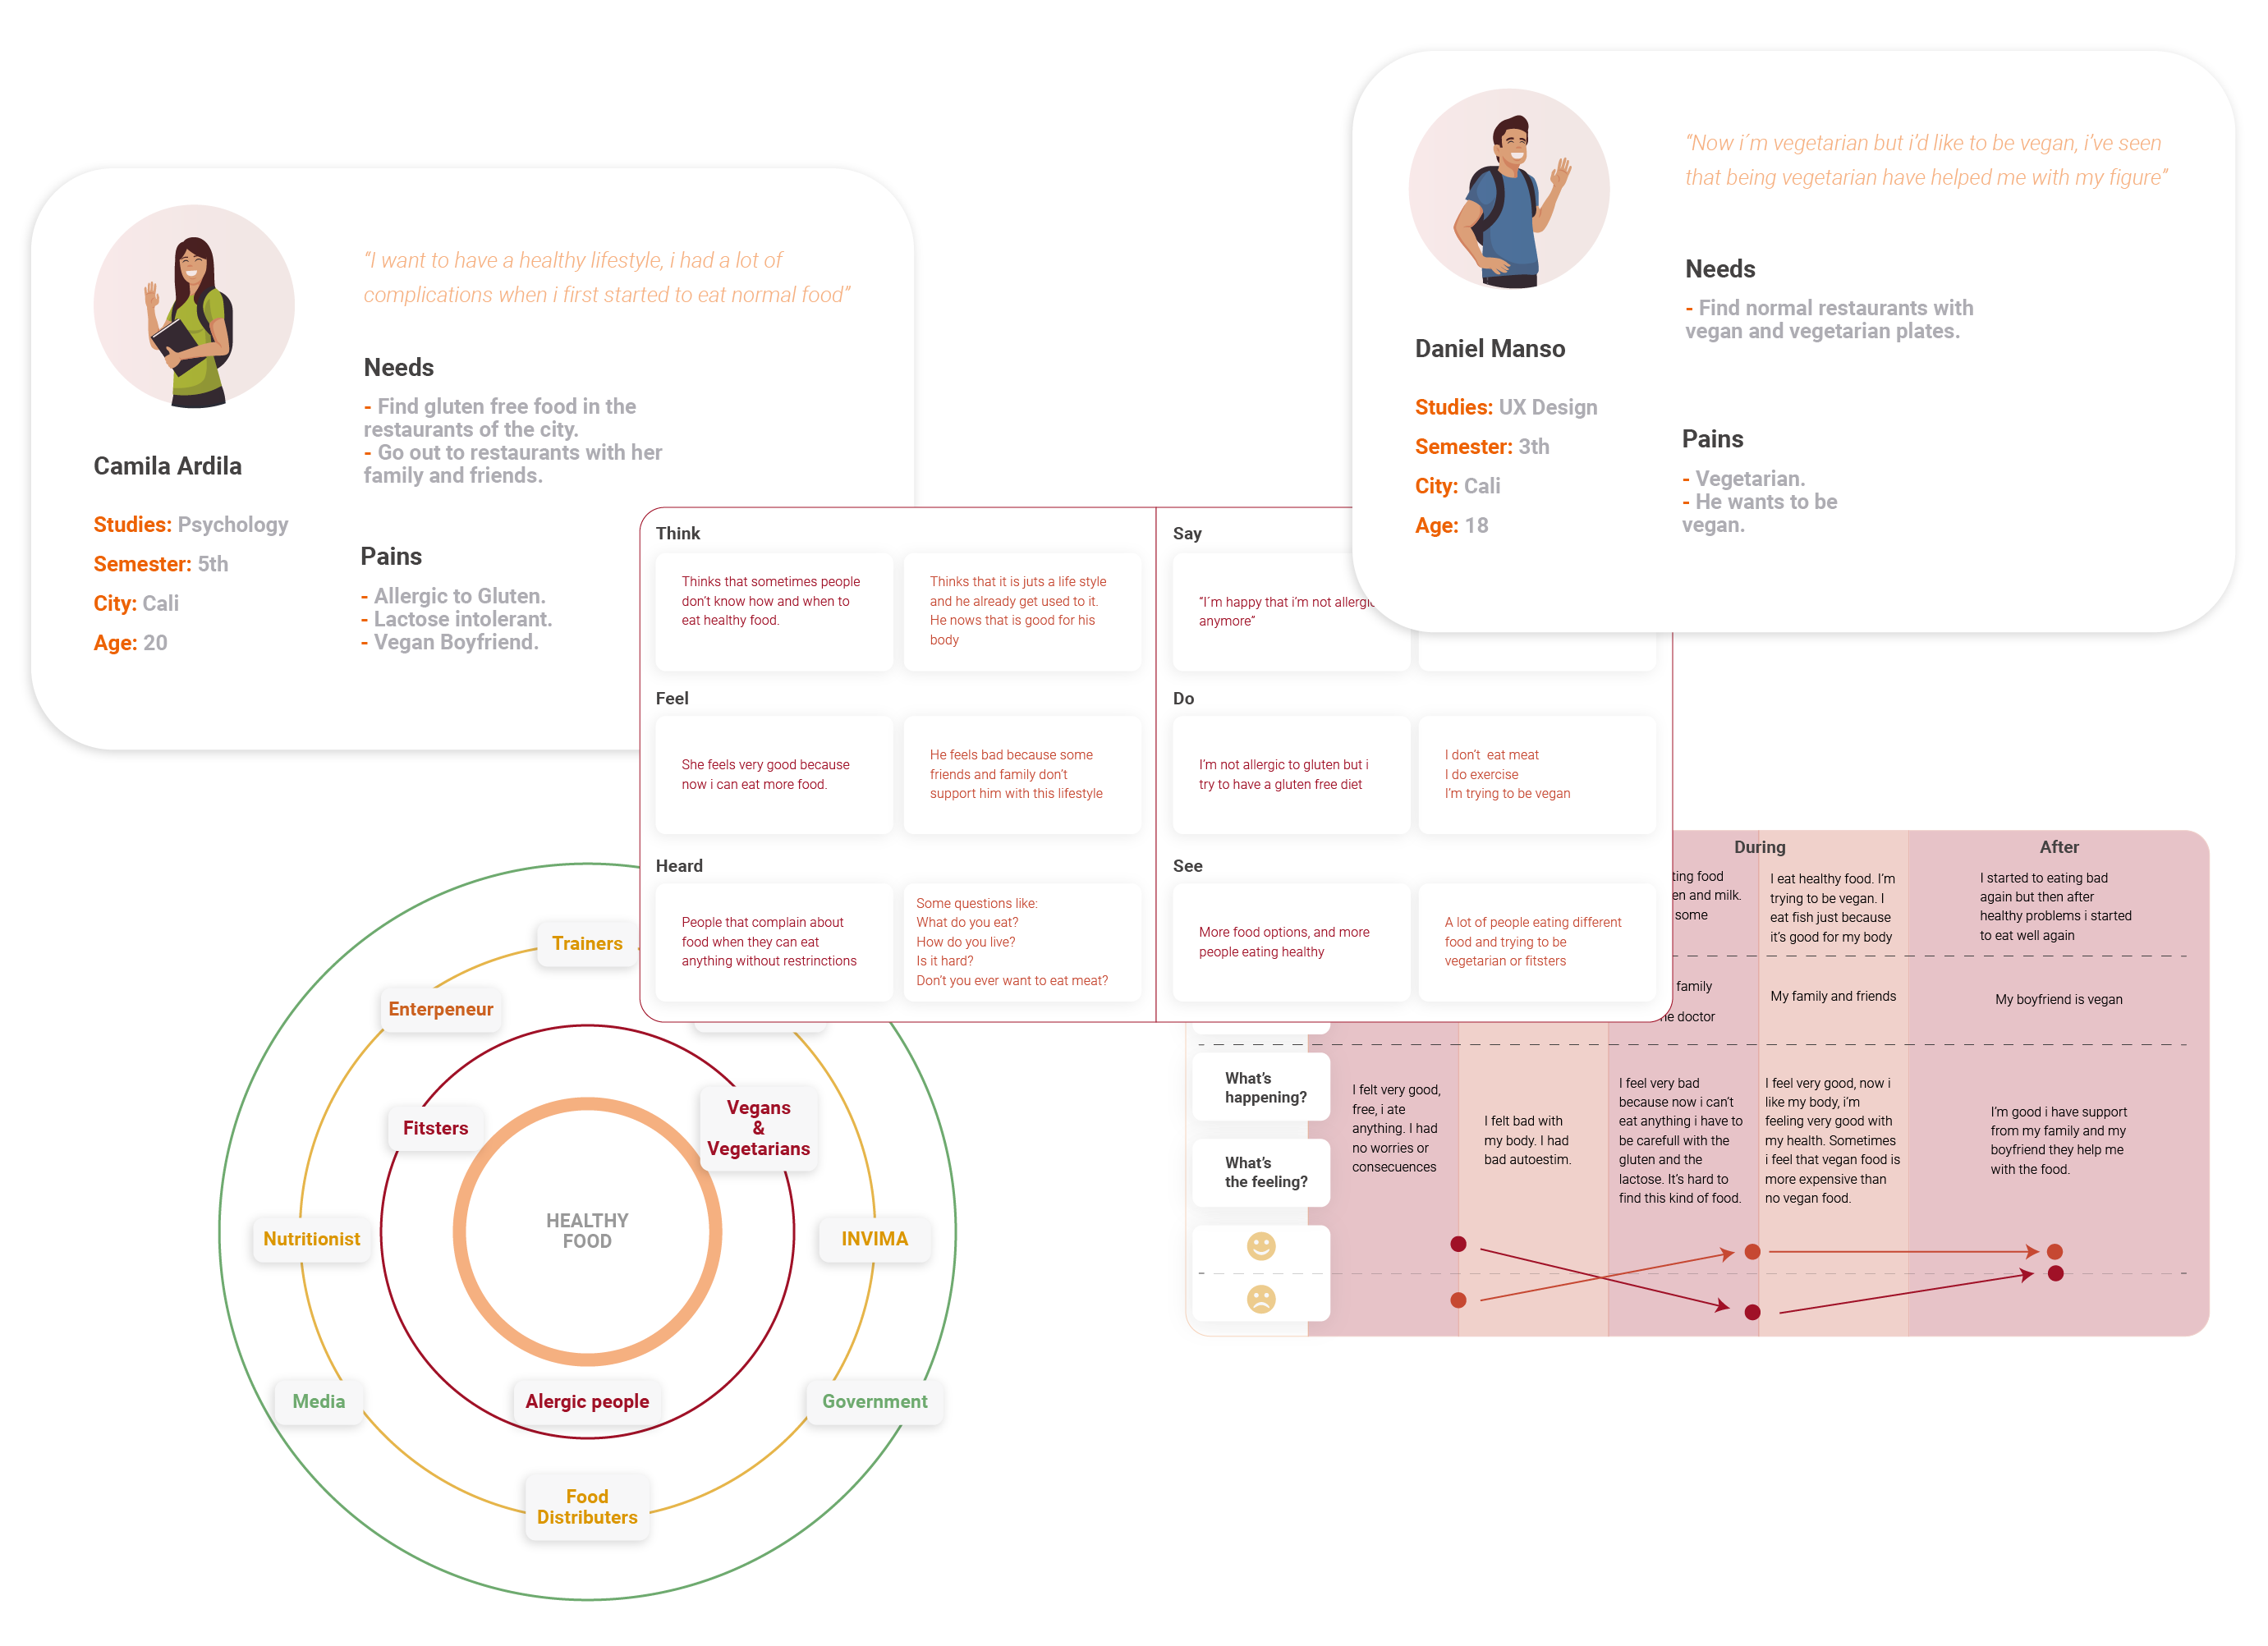 “I want to have a healthy lifestyle, i had a lot of
complications when i first started to eat normal food”
Needs
- Find gluten free food in the
restaurants of the city.
- Go out to restaurants with her
family and friends.
Camila Ardila
Studies: Psychology
Semester: 5th
City: Cali
Age: 20
Pains
- Allergic to Gluten.
- Lactose intolerant.
- Vegan Boyfriend.
“Now i´m vegetarian but i’d like to be vegan, i’ve seen
that being vegetarian have helped me with my figure”
Needs
- Find normal restaurants with
vegan and vegetarian plates.
Daniel Manso
Studies: UX Design
Semester: 3th
City: Cali
Age: 18
Pains
- Vegetarian.
- He wants to be
vegan.
Think
Thinks that sometimes people
don’t know how and when to
eat healthy food.
Thinks that it is juts a life style
and he already get used to it.
He nows that is good for his
body
Say
”I´m happy that i’m not allergic
anymore”
Feel
She feels very good because
now i can eat more food.
He feels bad because some
friends and family don’t
support him with this lifestyle
Do
I’m not allergic to gluten but i
try to have a gluten free diet
I don’t eat meat
I do exercise
I’m trying to be vegan
Heard
People that complain about
food when they can eat
anything without restrinctions
Some questions like:
What do you eat?
How do you live?
Is it hard?
Don’t you ever want to eat meat?
See
More food options, and more
people eating healthy
A lot of people eating different
food and trying to be
vegetarian or fitsters
Trainers
Enterpeneur
Fitsters
Vegans
&
Vegetarians
HEALTHY
FOOD
Nutritionist
INVIMA
Media
Alergic people
Government
Food
Distributers
During
After
food
and milk.
some
I eat healthy food. I’m
trying to be vegan. I
eat fish just because
it’s good for my body
I started to eating bad
again but then after
healthy problems i started
to eat well again
family
doctor
My family and friends
My boyfriend is vegan
What’s
happening?
What’s
the feeling?
I felt very good,
free, i ate
anything. I had
no worries or
consecuences
I felt bad with
my body. I had
bad autoestim.
I feel very bad
because now i can’t
eat anything i have to
be carefull with the
gluten and the
lactose. It’s hard to
find this kind of food.
I feel very good, now i
like my body, i’m
feeling very good with
my health. Sometimes
i feel that vegan food is
more expensive than
no vegan food.
I’m good i have support
from my family and my
boyfriend they help me
with the food.